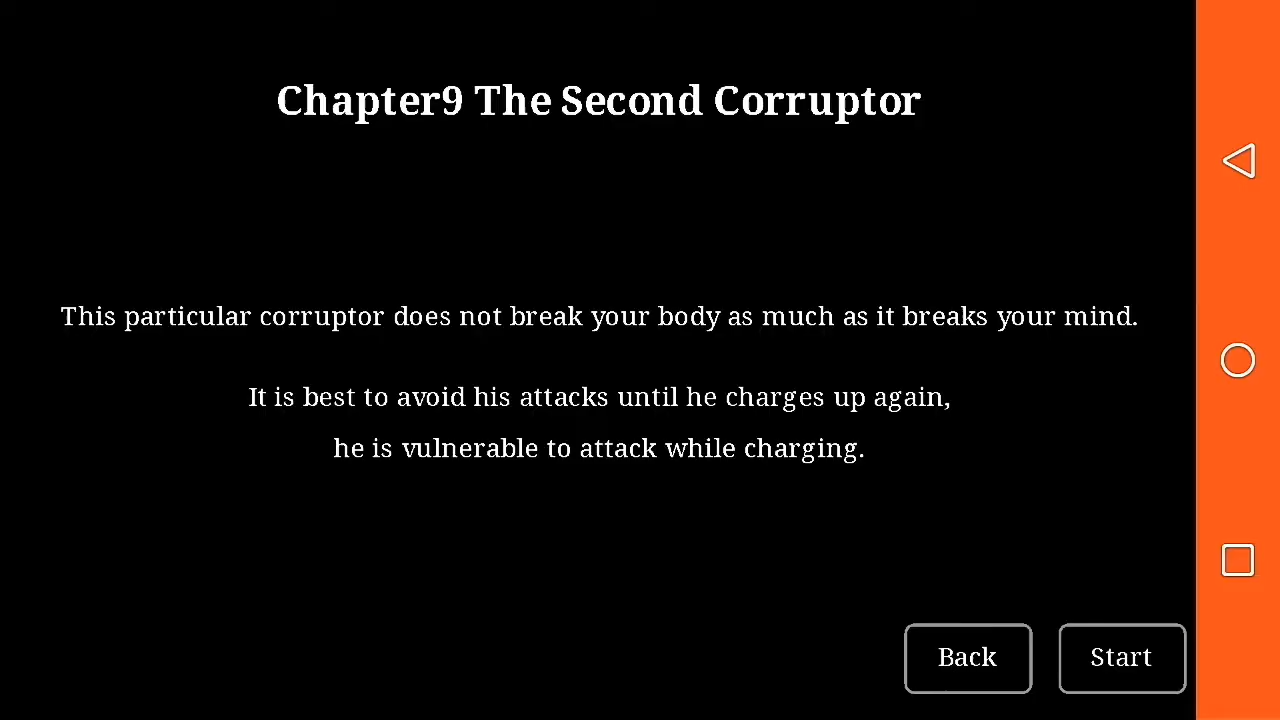 Chapter9 The Second Corruptor
This particular corruptor does not break your body as much as it breaks your mind.
It is best to avoid his attacks until he charges up again,
he is vulnerable to attack while charging.
Back
Start